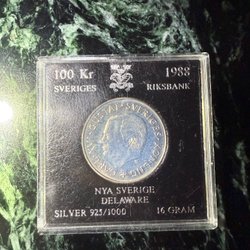 100 Kr 1988
SVERIGES RIKSBANK
NYA SVERIGE
DELAWARE
SILVER 925/1000 16 GRAM